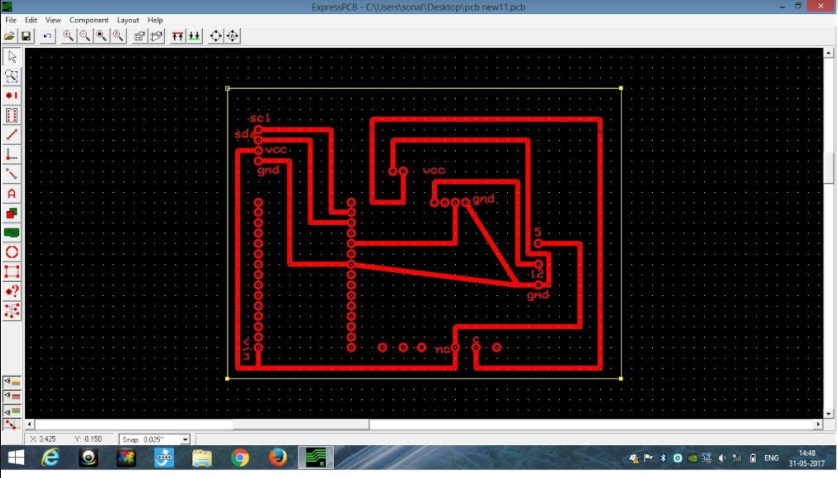 ExpressPCB - C:\Users\sonal\Desktop\pcb new11.pcb
File Edit View Component Layout Help
scl
sda
vcc
gnd
vcc
gnd
5
12
gnd
no
c
3
X: 3.425 Y: -0.150 Snap: 0.025"
ENG
14:48
31-05-2017